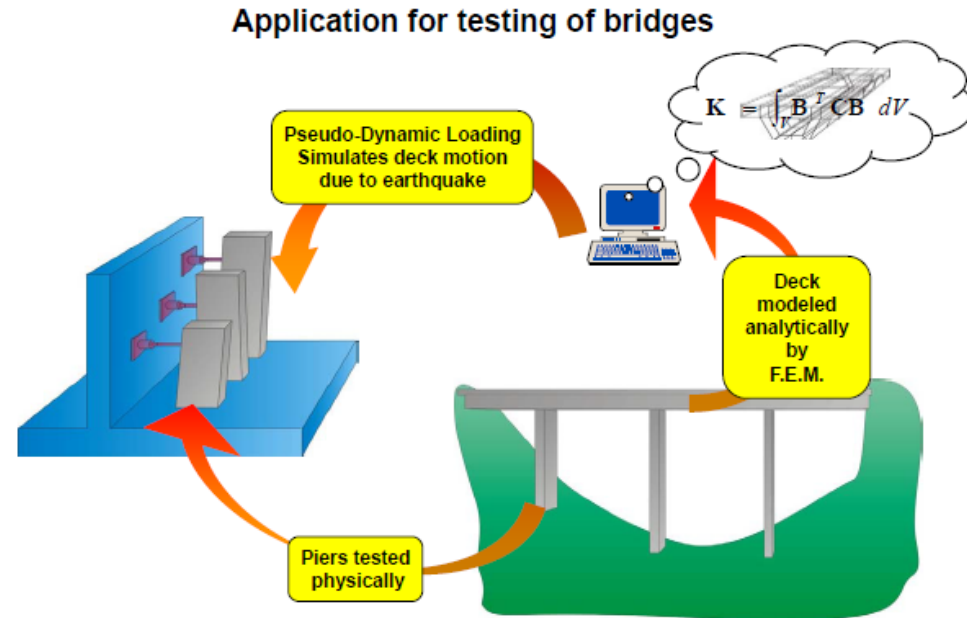 Application for testing of bridges
K = ∫V B^T CB dV
Pseudo-Dynamic Loading
Simulates deck motion
due to earthquake
Deck
modeled
analytically
by
F.E.M.
Piers tested
physically